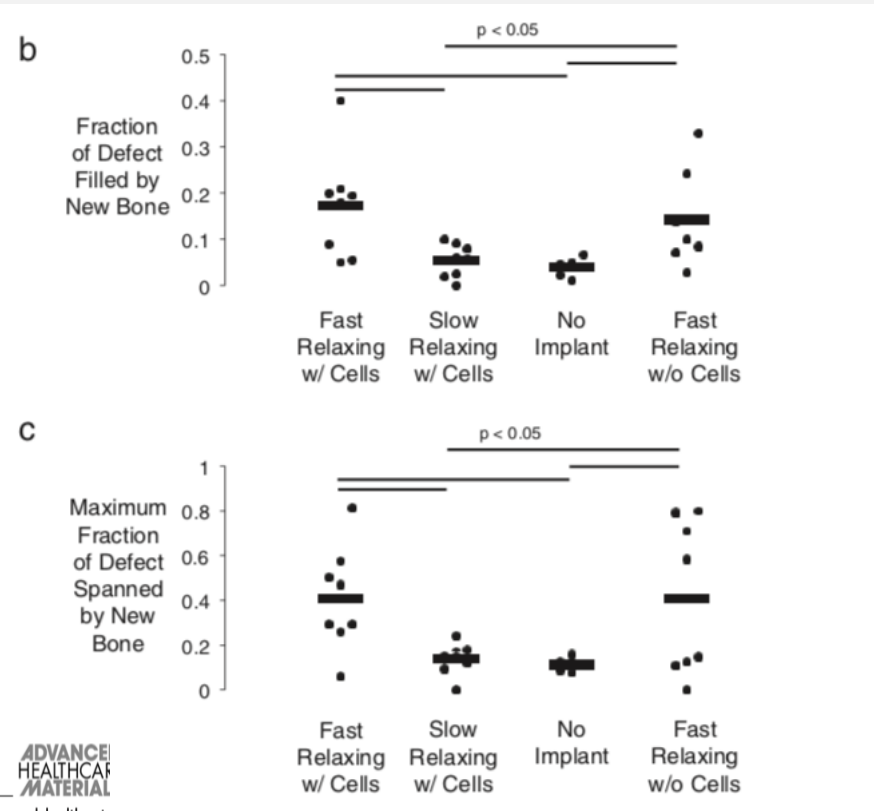 b
p < 0.05
0.5
0.4
0.3
0.2
0.1
0
Fraction
of Defect
Filled by
New Bone
Fast
Relaxing
w/ Cells
Slow
Relaxing
w/ Cells
No
Implant
Fast
Relaxing
w/o Cells
c
p < 0.05
1
0.8
0.6
0.4
0.2
0
Maximum
Fraction
of Defect
Spanned
by New
Bone
Fast
Relaxing
w/ Cells
Slow
Relaxing
w/ Cells
No
Implant
Fast
Relaxing
w/o Cells
ADVANCE
HEALTHCAR
MATERIAL